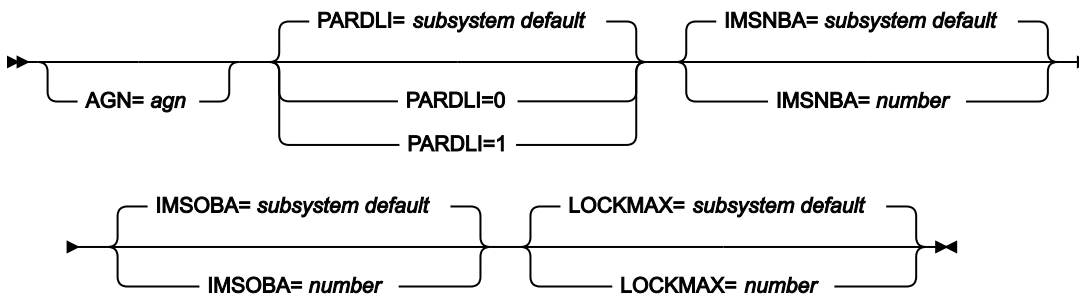 PARDLI= subsystem default
IMSNBA= subsystem default
AGN= agn
PARDLI=0
IMSNBA= number
PARDLI=1
IMSOBA= subsystem default
LOCKMAX= subsystem default
IMSOBA= number
LOCKMAX= number